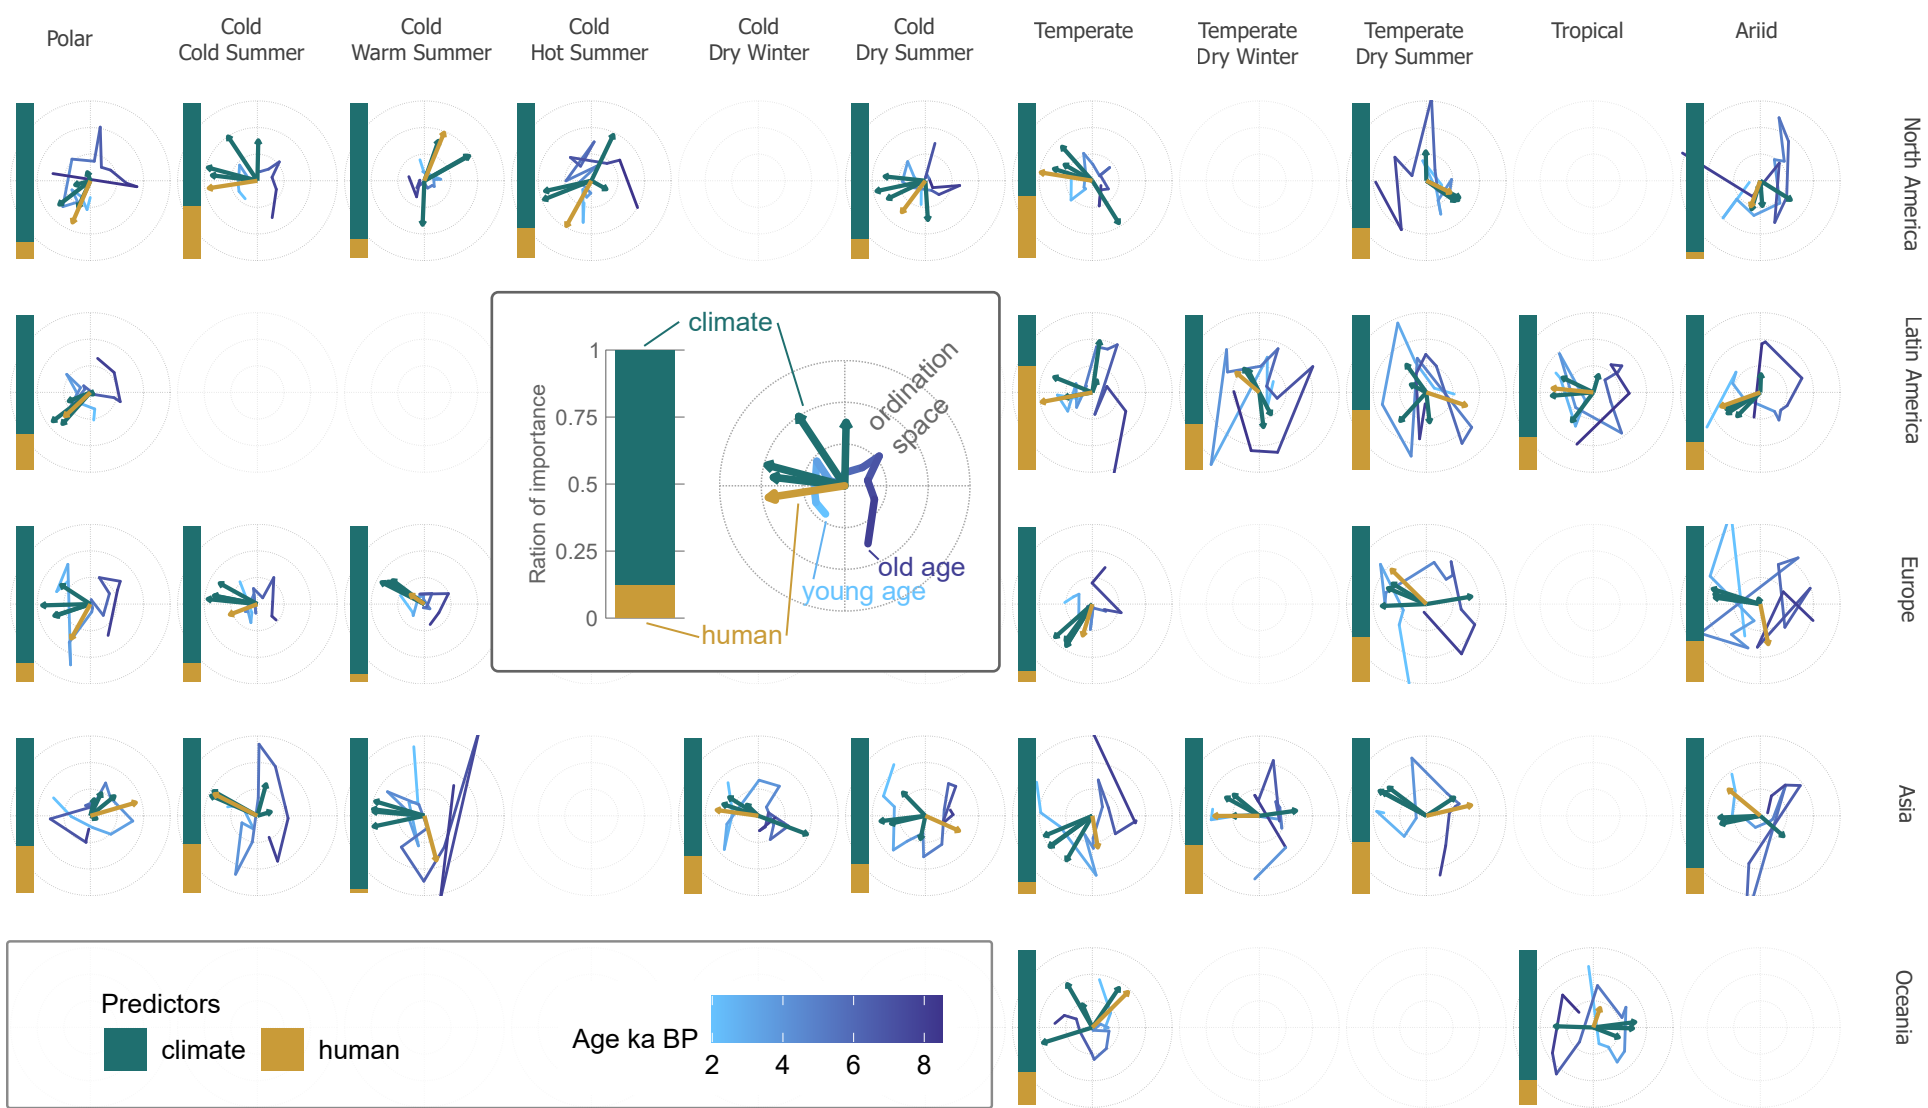 Polar
Cold
Cold Summer
Cold
Warm Summer
Cold
Hot Summer
Cold
Dry Winter
Cold
Dry Summer
Temperate
Temperate
Dry Winter
Temperate
Dry Summer
Tropical
Ariid
North America
Latin America
Europe
Asia
Oceania
climate
1
0.75
0.5
0.25
0
Ration of importance
ordination
space
old age
young age
human
Predictors
climate
human
Age ka BP
2 4 6 8